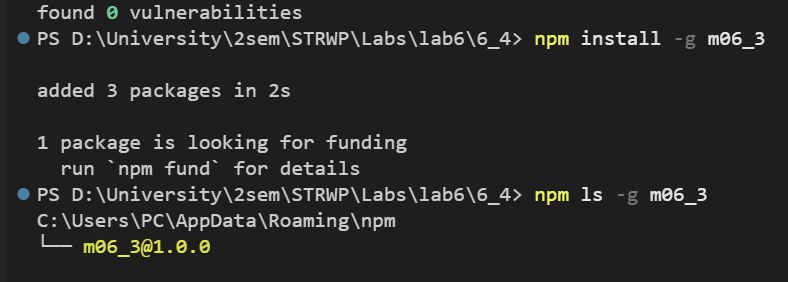 found 0 vulnerabilities
PS D:\University\2sem\STRWP\Labs\lab6\6_4> npm install -g m06_3
added 3 packages in 2s
1 package is looking for funding
  run `npm fund` for details
PS D:\University\2sem\STRWP\Labs\lab6\6_4> npm ls -g m06_3
C:\Users\PC\AppData\Roaming\npm
└── m06_3@1.0.0